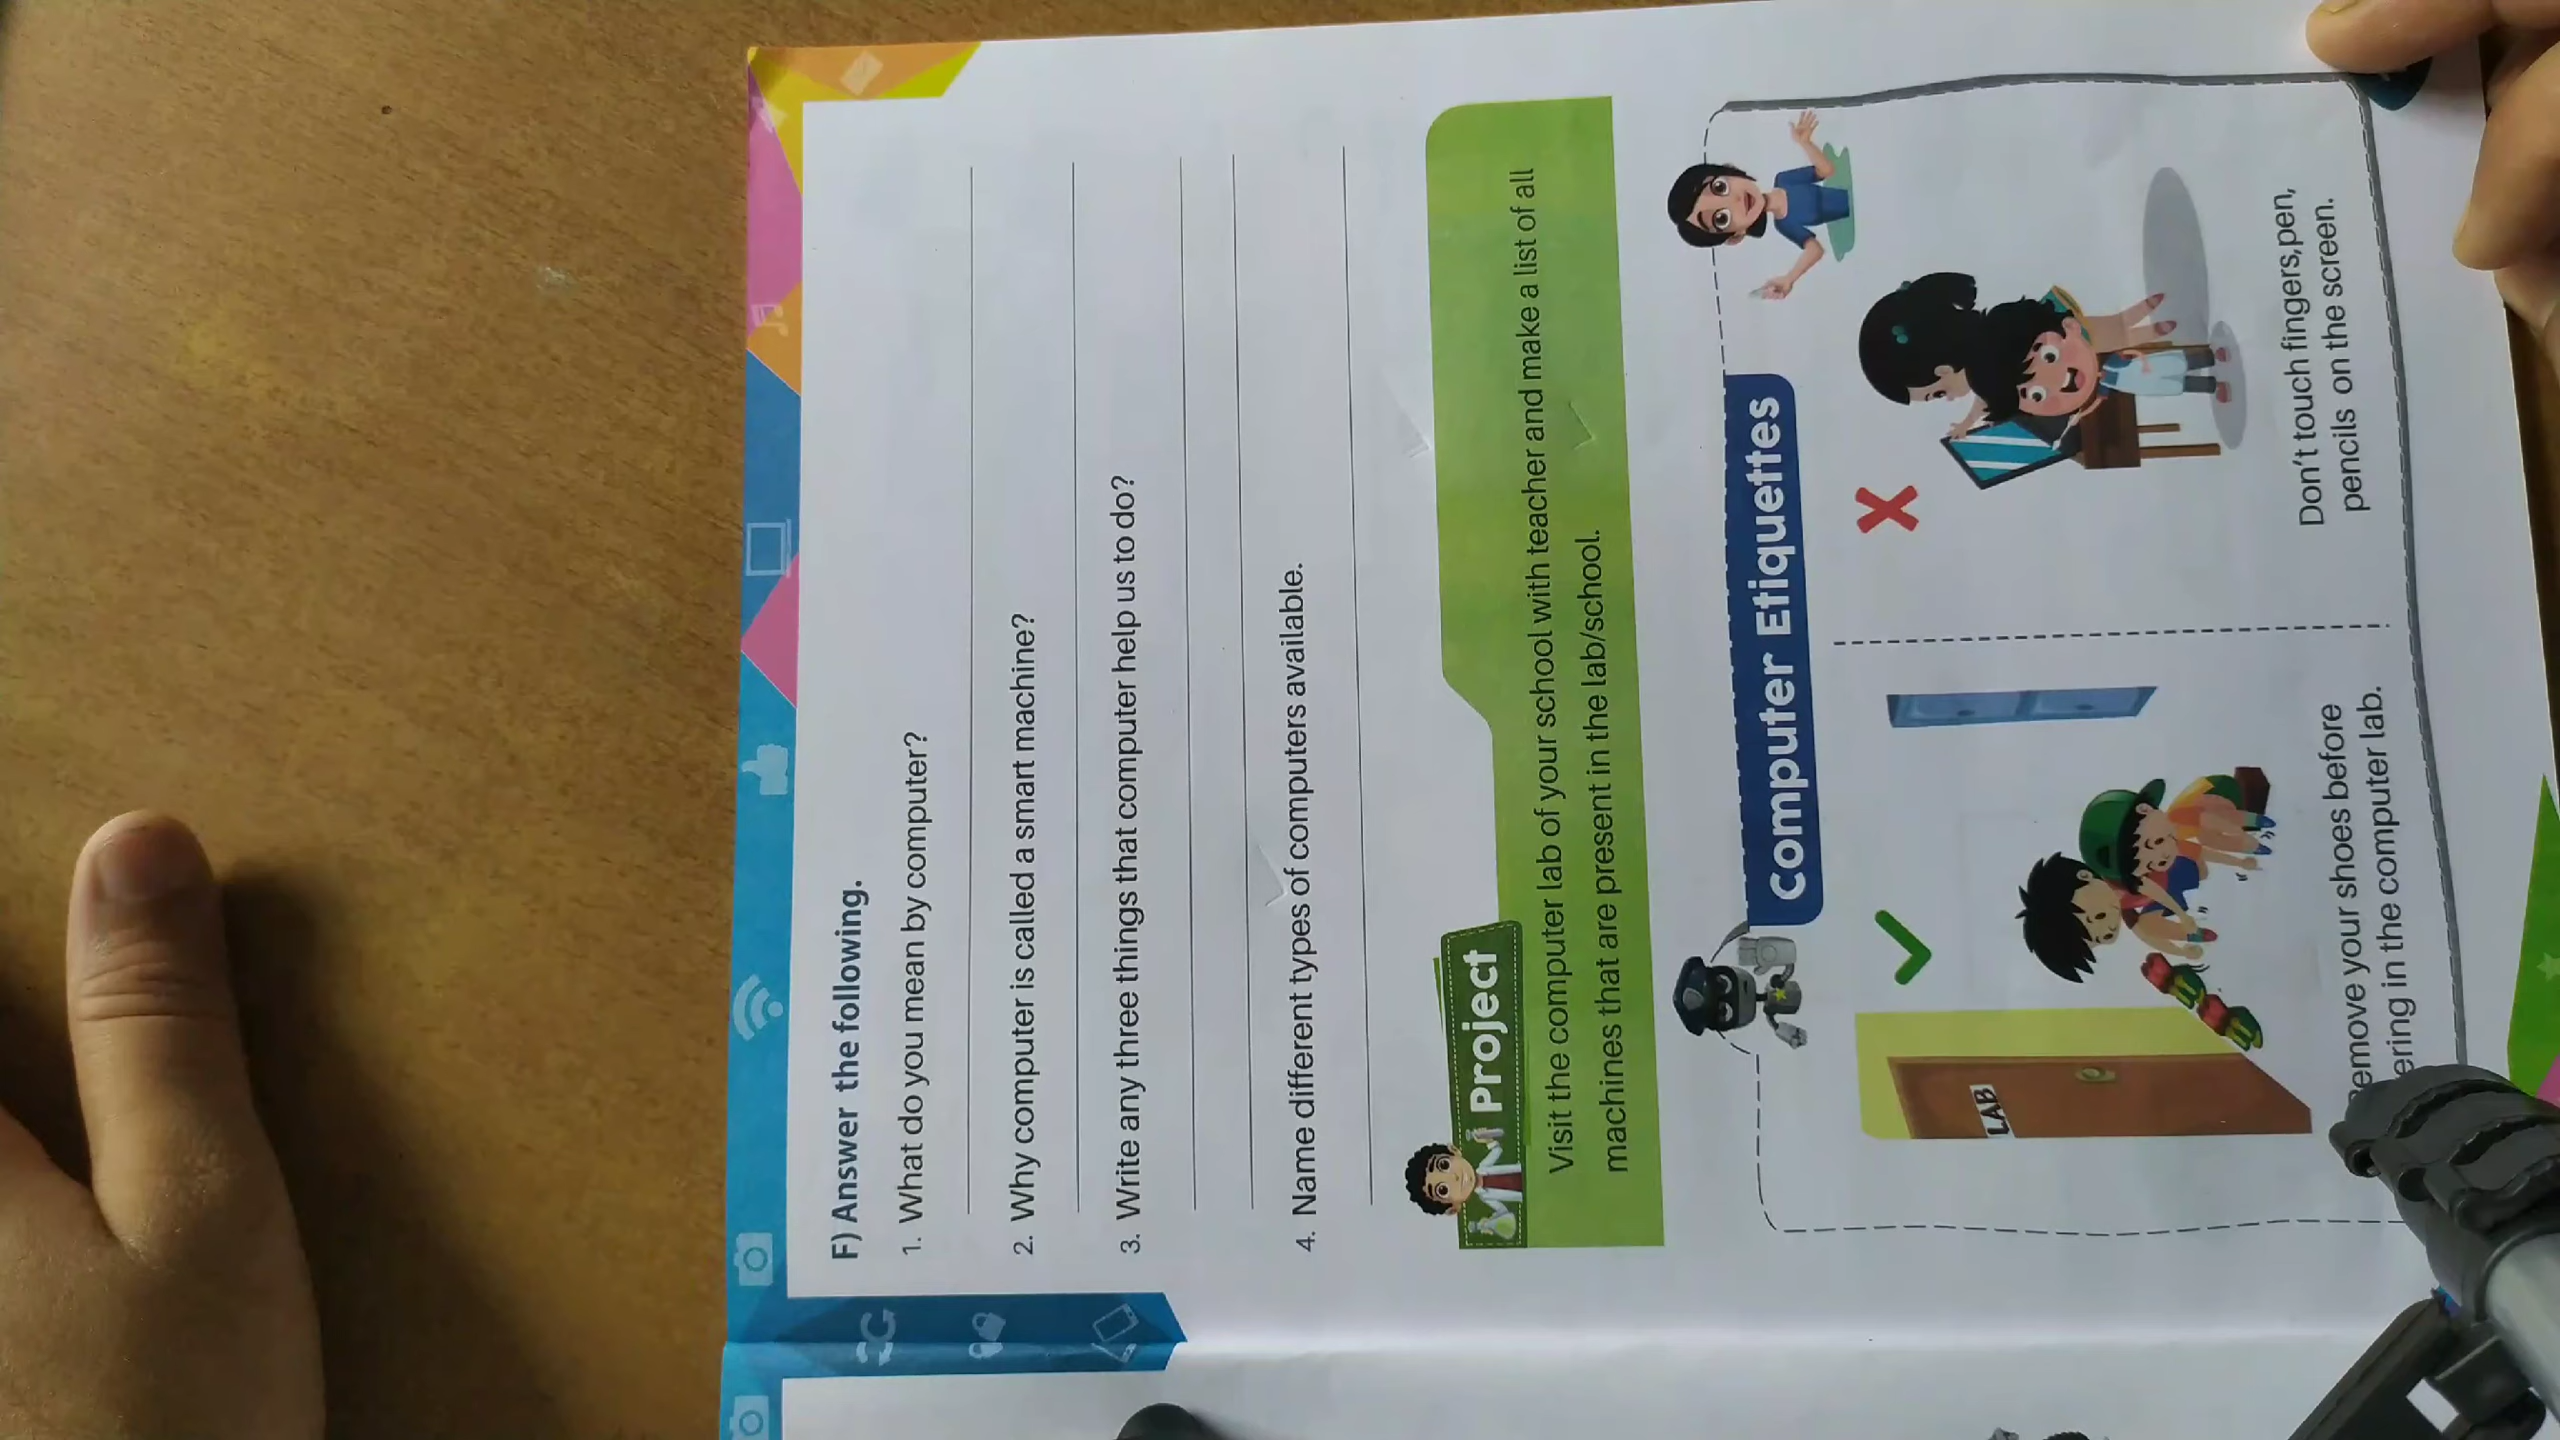 F) Answer the following.
1. What do you mean by computer?
2. Why computer is called a smart machine?
3. Write any three things that computer help us to do?
4. Name different types of computers available.
Project
Visit the computer lab of your school with teacher and make a list of all
machines that are present in the lab/school.
Computer Etiquettes
LAB
your shoes before
in the computer lab.
Don't touch fingers,pen,
pencils on the screen.